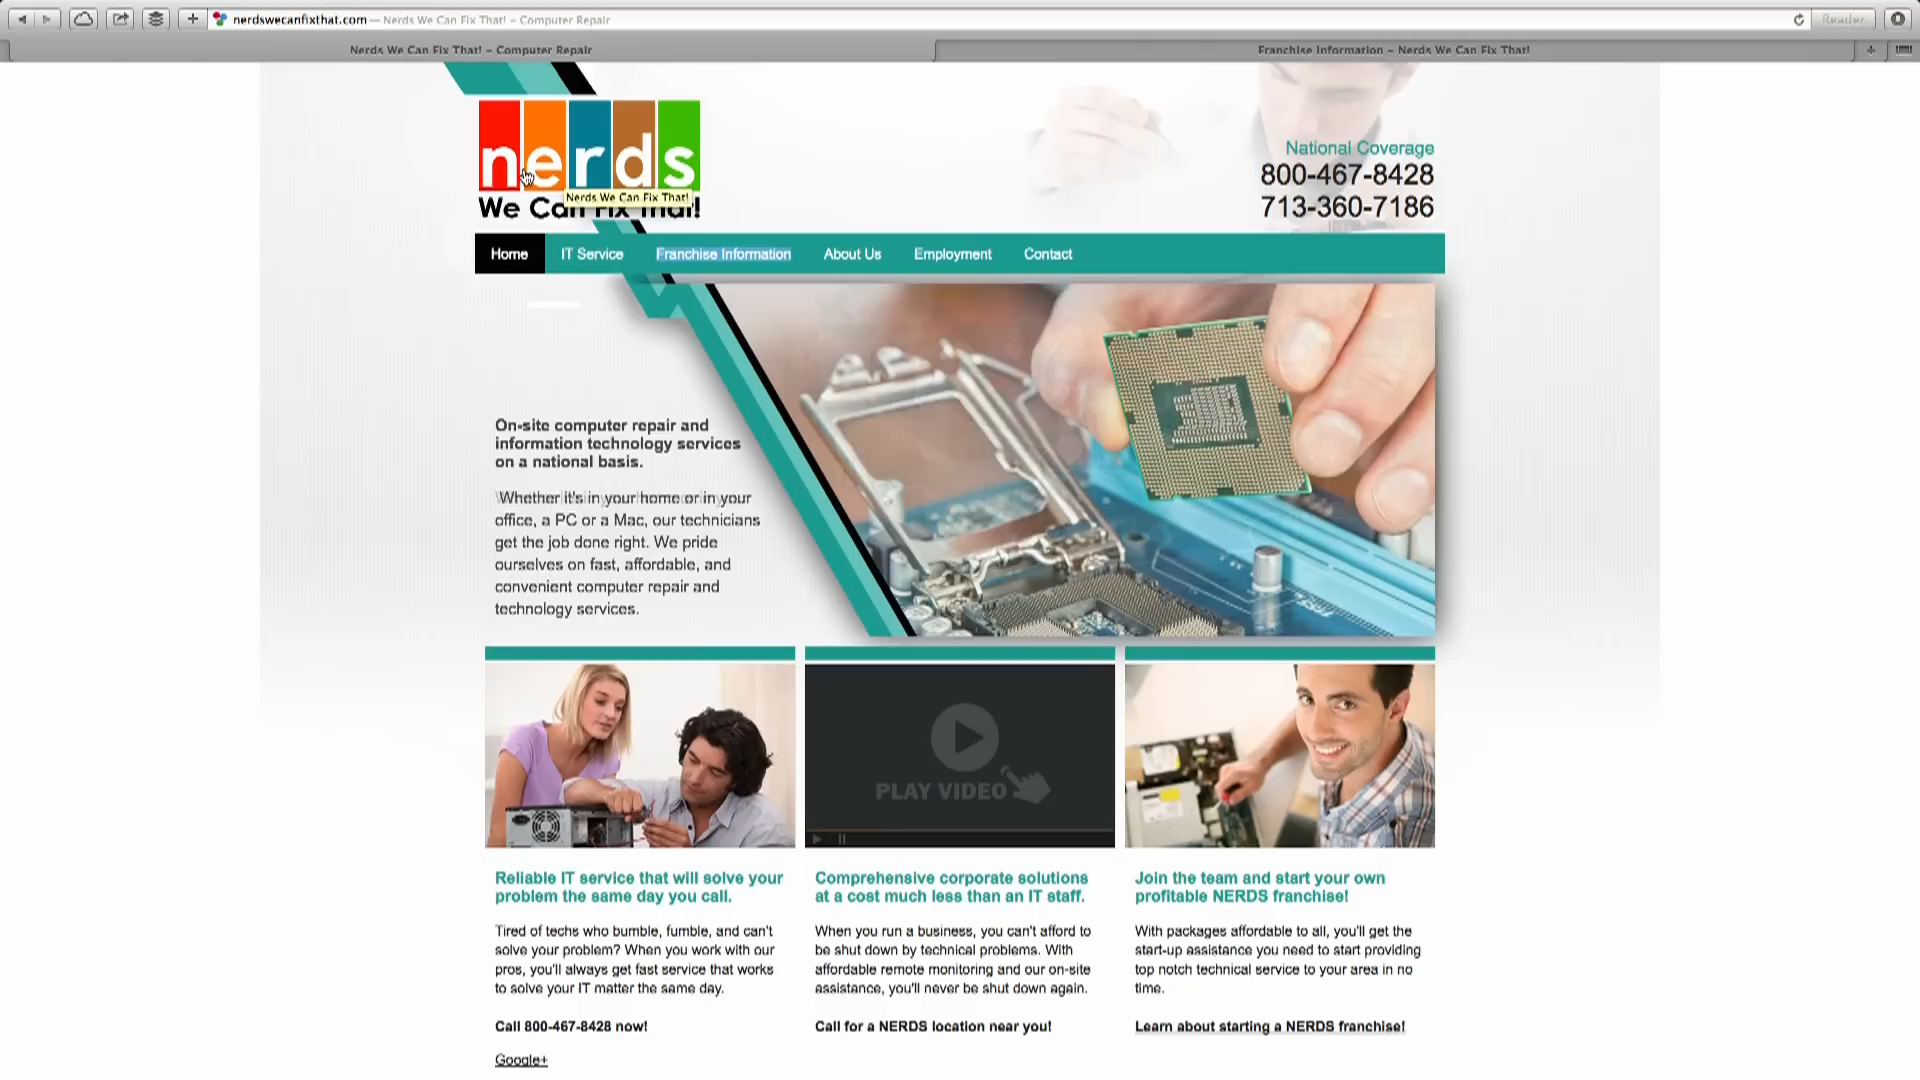 nerdswecanfixthat.com — Nerds We Can Fix That! – Computer Repair
Reader
Nerds We Can Fix That! – Computer Repair
Franchise Information – Nerds We Can Fix That!
nerds
We Can Fix That!
Nerds We Can Fix That!
National Coverage
800-467-8428
713-360-7186
Home
IT Service
Franchise Information
About Us
Employment
Contact
On-site computer repair and
information technology services
on a national basis.
Whether it's in your home or in your
office, a PC or a Mac, our technicians
get the job done right. We pride
ourselves on fast, affordable, and
convenient computer repair and
technology services.
PLAY VIDEO
Reliable IT service that will solve your
problem the same day you call.
Tired of techs who bumble, fumble, and can't
solve your problem? When you work with our
pros, you'll always get fast service that works
to solve your IT matter the same day.
Call 800-467-8428 now!
Google+
Comprehensive corporate solutions
at a cost much less than an IT staff.
When you run a business, you can't afford to
be shut down by technical problems. With
affordable remote monitoring and our on-site
assistance, you'll never be shut down again.
Call for a NERDS location near you!
Join the team and start your own
profitable NERDS franchise!
With packages affordable to all, you'll get the
start-up assistance you need to start providing
top notch technical service to your area in no
time.
Learn about starting a NERDS franchise!